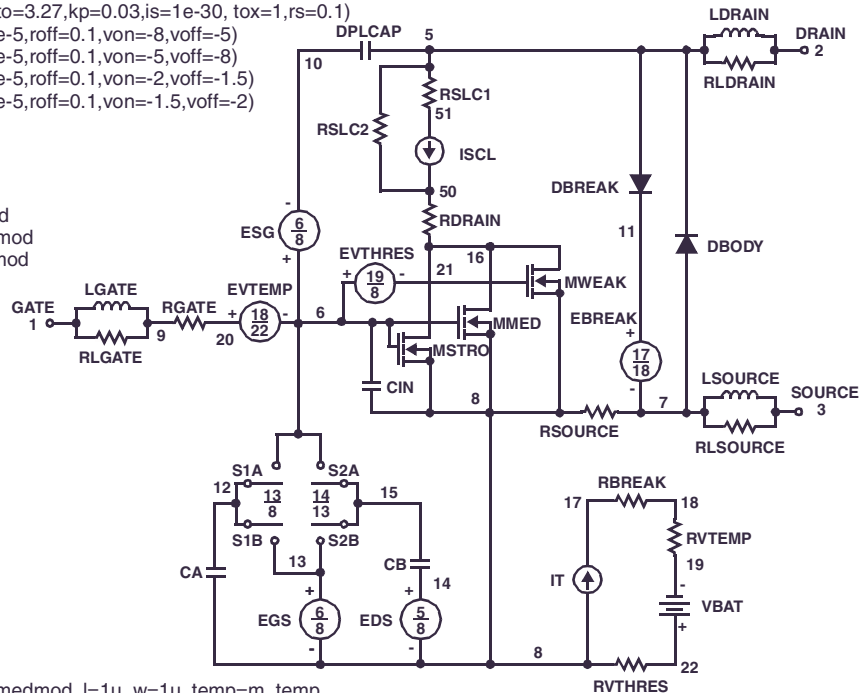 to=3.27,kp=0.03,is=1e-30, tox=1,rs=0.1)
e-5,roff=0.1,von=-8,voff=-5)
e-5,roff=0.1,von=-5,voff=-8)
e-5,roff=0.1,von=-2,voff=-1.5)
e-5,roff=0.1,von=-1.5,voff=-2)
d
mod
mod
LDRAIN
DPLCAP
5
DRAIN
2
10
RLDRAIN
RSLC1
51
RSLC2
ISCL
50
DBREAK
RDRAIN
11
DBODY
ESG
6
8
-
+
EVTHRES
+
19
8
-
21
16
MWEAK
LGATE
GATE
1
RLGATE
9
RGATE
20
EVTEMP
+
18
22
-
6
MMED
MSTRO
EBREAK
+
17
18
-
CIN
8
RSOURCE
7
LSOURCE
SOURCE
3
RLSOURCE
S1A
S2A
12
13
8
14
13
15
S1B
S2B
13
CA
CB
14
EGS
+
6
8
-
EDS
+
5
8
-
RBREAK
17
18
RVTEMP
19
IT
-
VBAT
+
8
22
RVTHRES
medmod, l=1u, w=1u, temp=m_temp